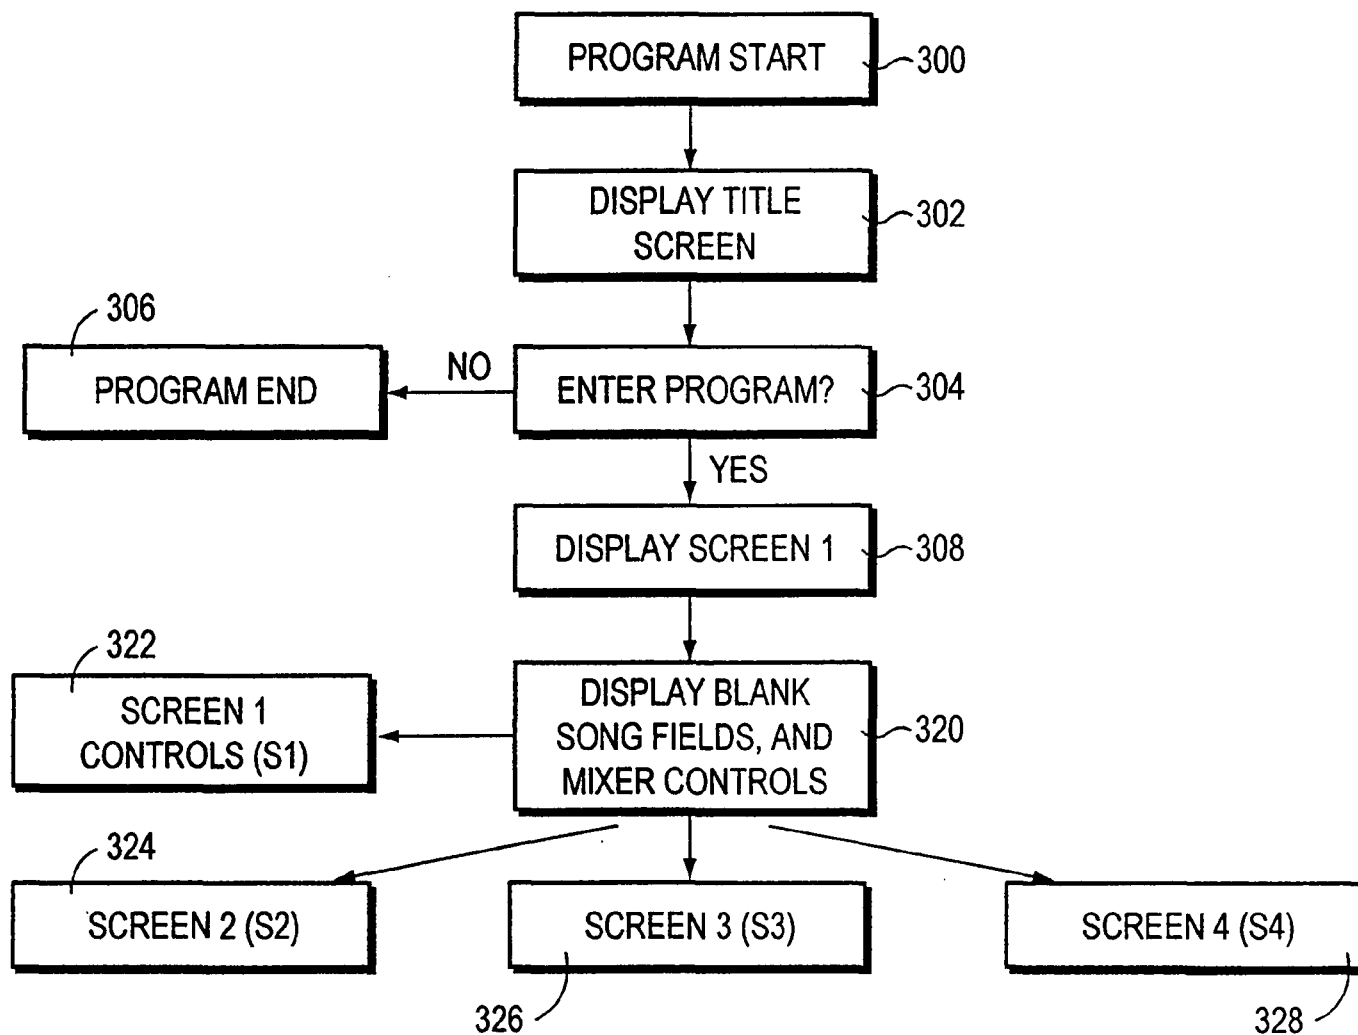 PROGRAM START
300
DISPLAY TITLE
SCREEN
302
306
PROGRAM END
NO
ENTER PROGRAM?
304
YES
DISPLAY SCREEN 1
308
322
SCREEN 1
CONTROLS (S1)
DISPLAY BLANK
SONG FIELDS, AND
MIXER CONTROLS
320
324
SCREEN 2 (S2)
SCREEN 3 (S3)
SCREEN 4 (S4)
326
328